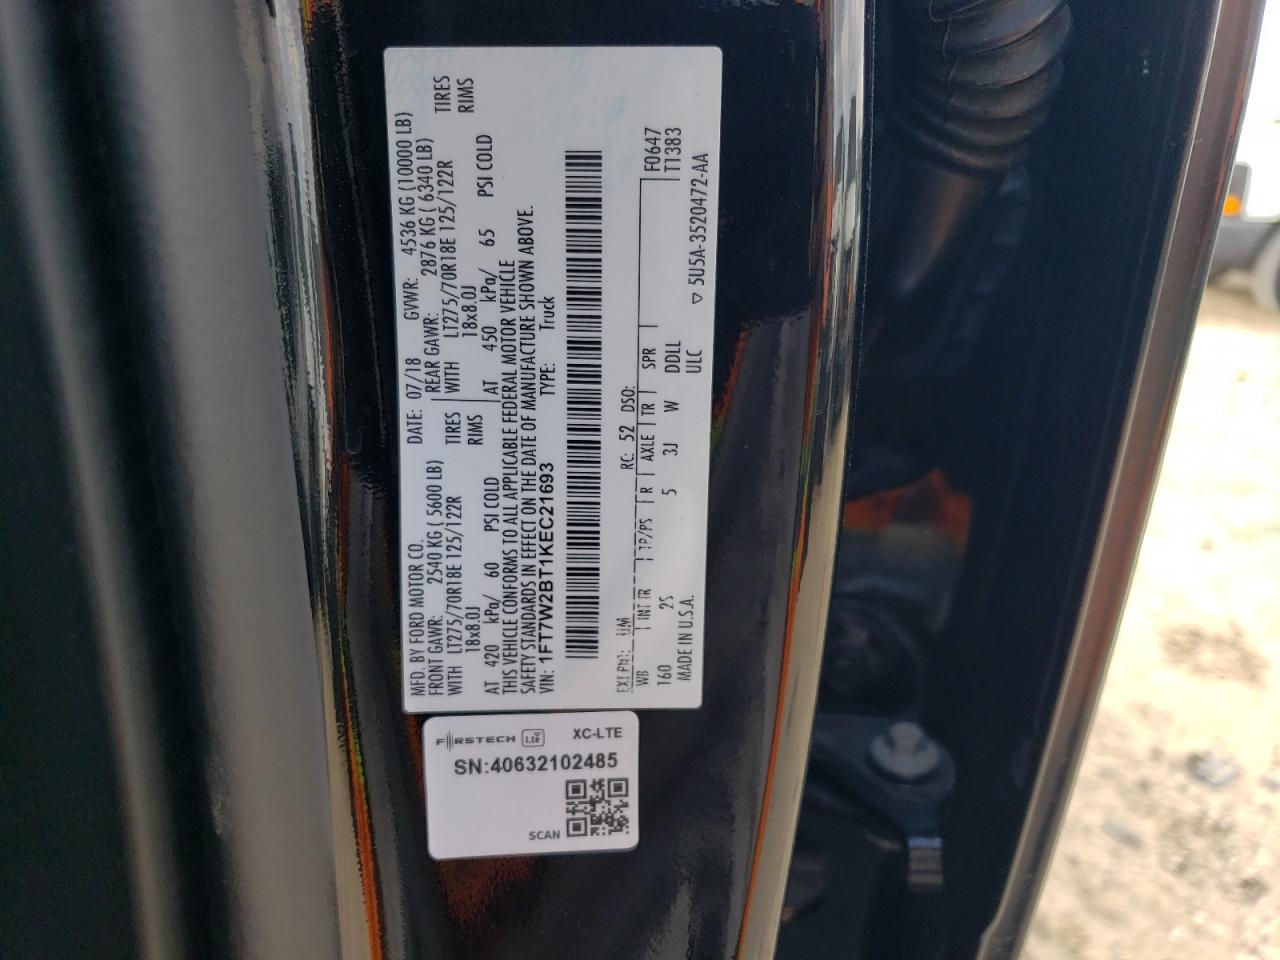 MFD. BY FORD MOTOR CO.
DATE: 07/18 GVWR: 4536 KG (10000 LB)
FRONT GAWR: 2540 KG ( 5600 LB) REAR GAWR: 2876 KG ( 6340 LB)
WITH LT275/70R18E 125/122R TIRES WITH LT275/70R18E 125/122R TIRES
18x8.0J RIMS 18x8.0J RIMS
AT 420 kPa/ 60 PSI COLD AT 450 kPa/ 65 PSI COLD
THIS VEHICLE CONFORMS TO ALL APPLICABLE FEDERAL MOTOR VEHICLE
SAFETY STANDARDS IN EFFECT ON THE DATE OF MANUFACTURE SHOWN ABOVE.
VIN: 1FT7W2BT1KEC21693 TYPE: Truck
EXT PNT: UM RC: 52 DSO:
WB INT TR TP/PS R AXLE TR SPR F0647
160 2S 5 3J W DDLL T1383
MADE IN U.S.A. ULC
5U5A-3520472-AA
FIRSTECH LTE XC-LTE
SN:40632102485
SCAN